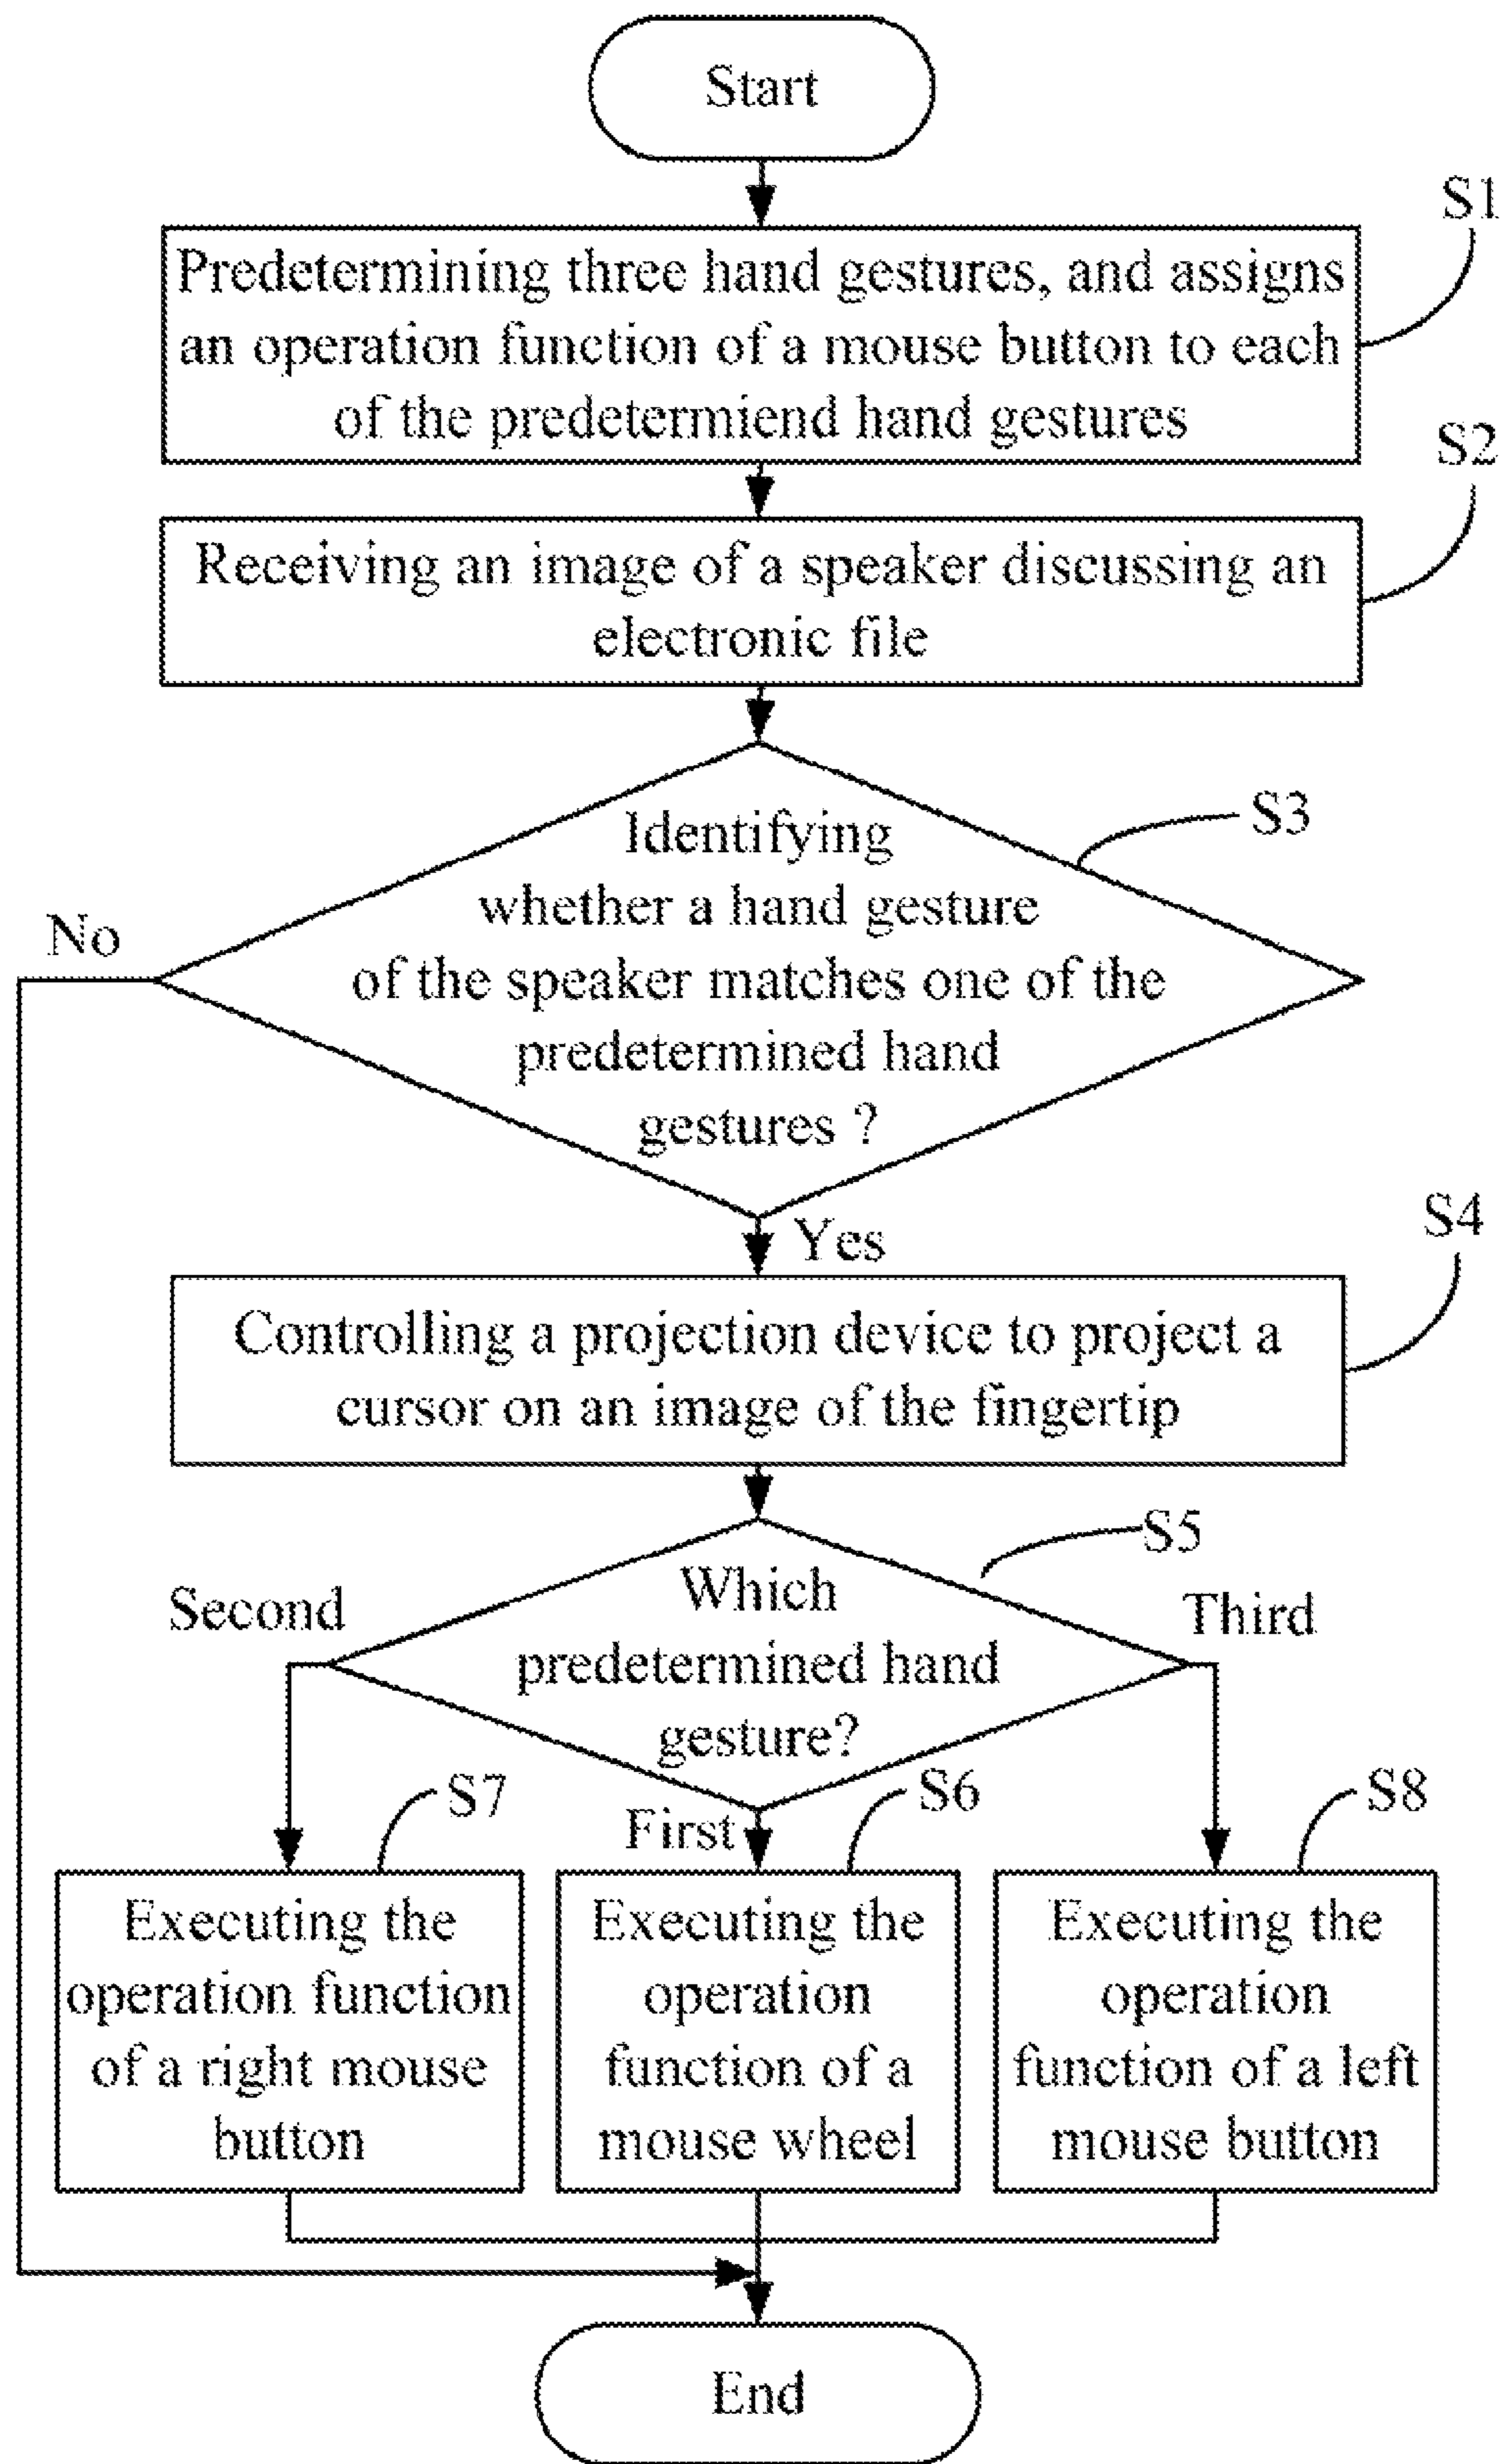 Start
S1
Predetermining three hand gestures, and assigns
an operation function of a mouse button to each
of the predetermiend hand gestures
S2
Receiving an image of a speaker discussing an
electronic file
S3
Identifying
whether a hand gesture
of the speaker matches one of the
predetermined hand
gestures ?
No
Yes
S4
Controlling a projection device to project a
cursor on an image of the fingertip
S5
Which
predetermined hand
gesture?
Second
Third
First
S7
Executing the
operation function
of a right mouse
button
S6
Executing the
operation
function of a
mouse wheel
S8
Executing the
operation
function of a left
mouse button
End